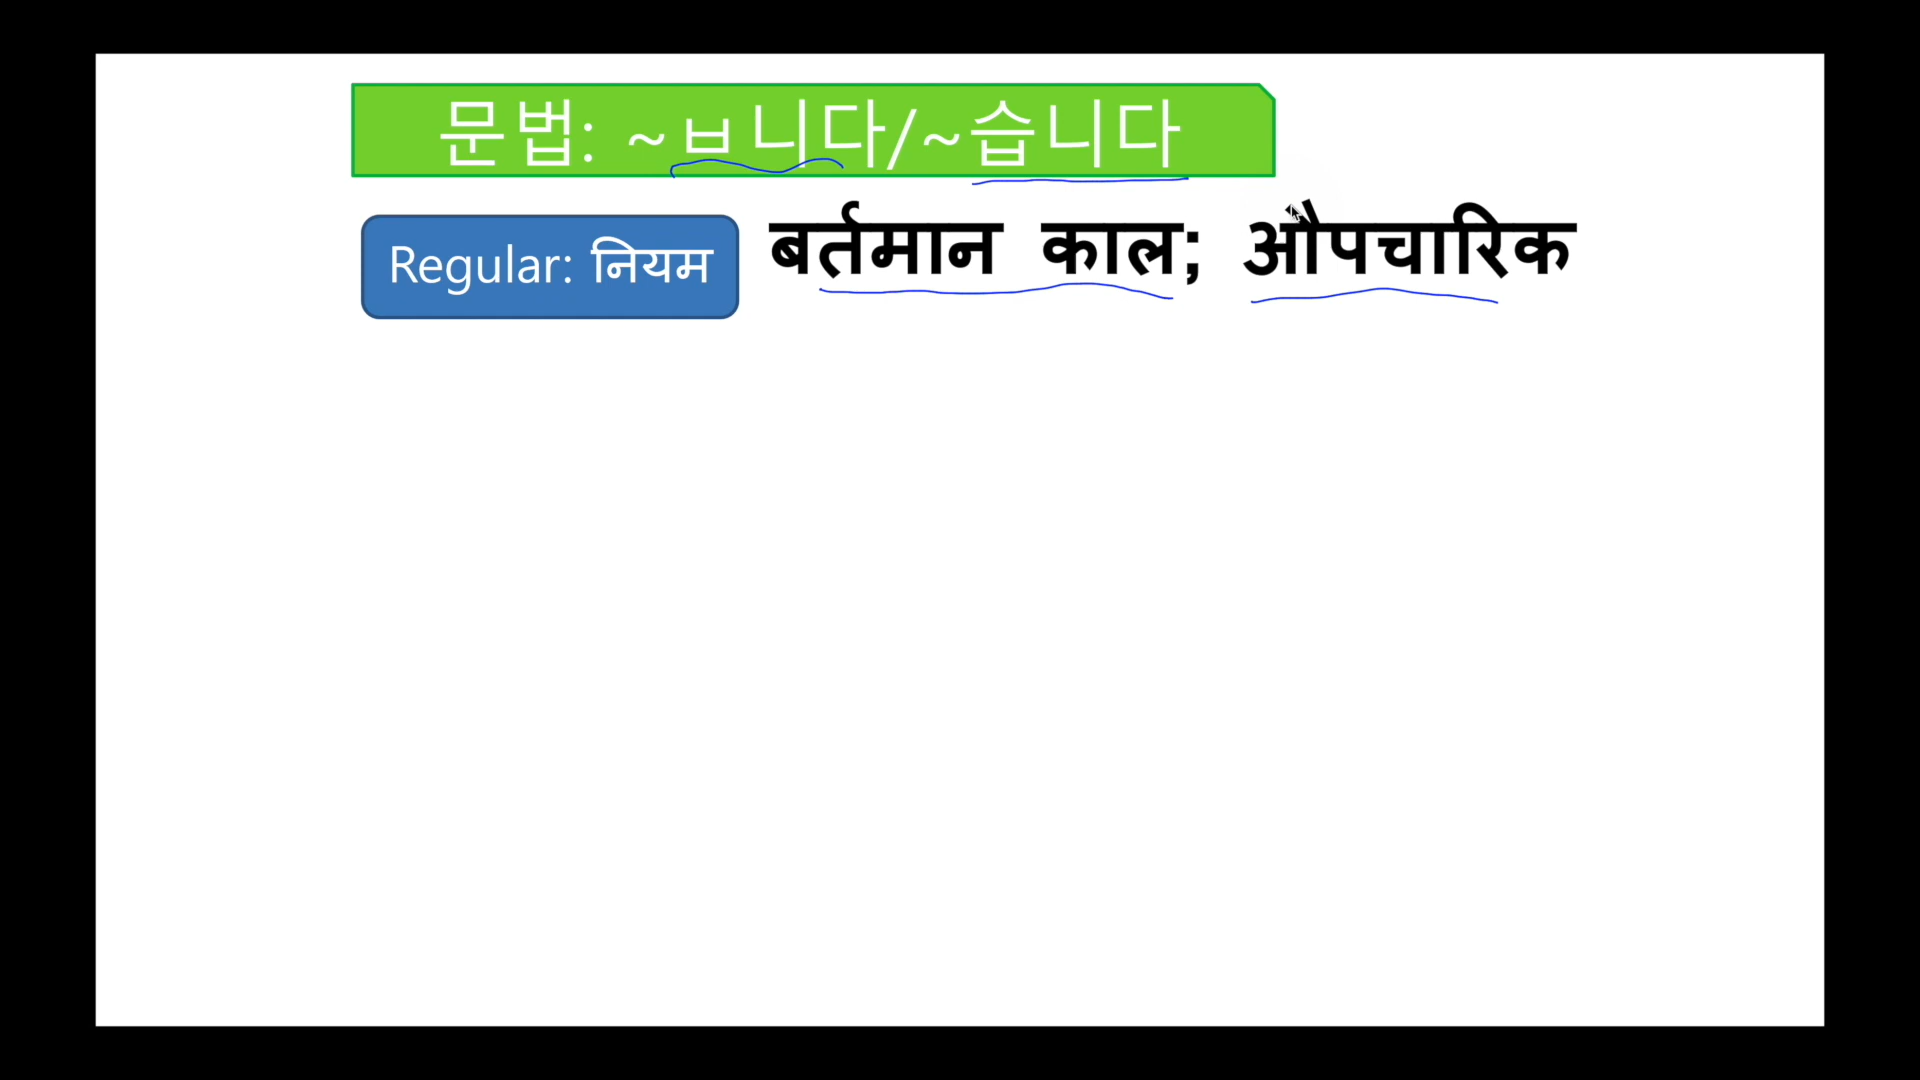 문법: ~ㅂ니다/~습니다
Regular: नियम
बर्तमान काल; औपचारिक